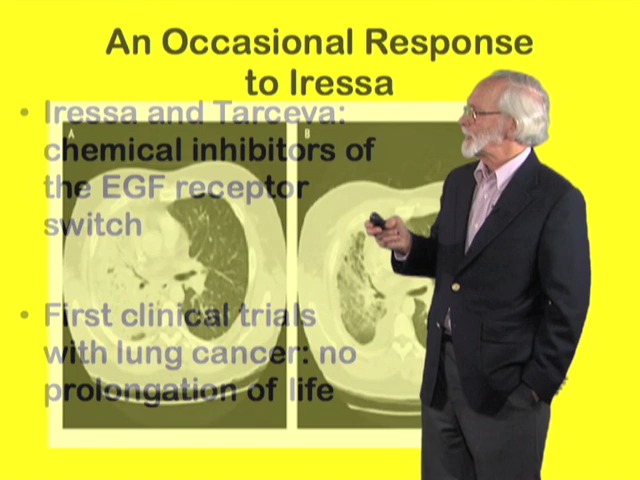 An Occasional Response
to Iressa
• Iressa and Tarceva:
chemical inhibitors of
the EGF receptor
switch
• First clinical trials
with lung cancer: no
prolongation of life
A
B